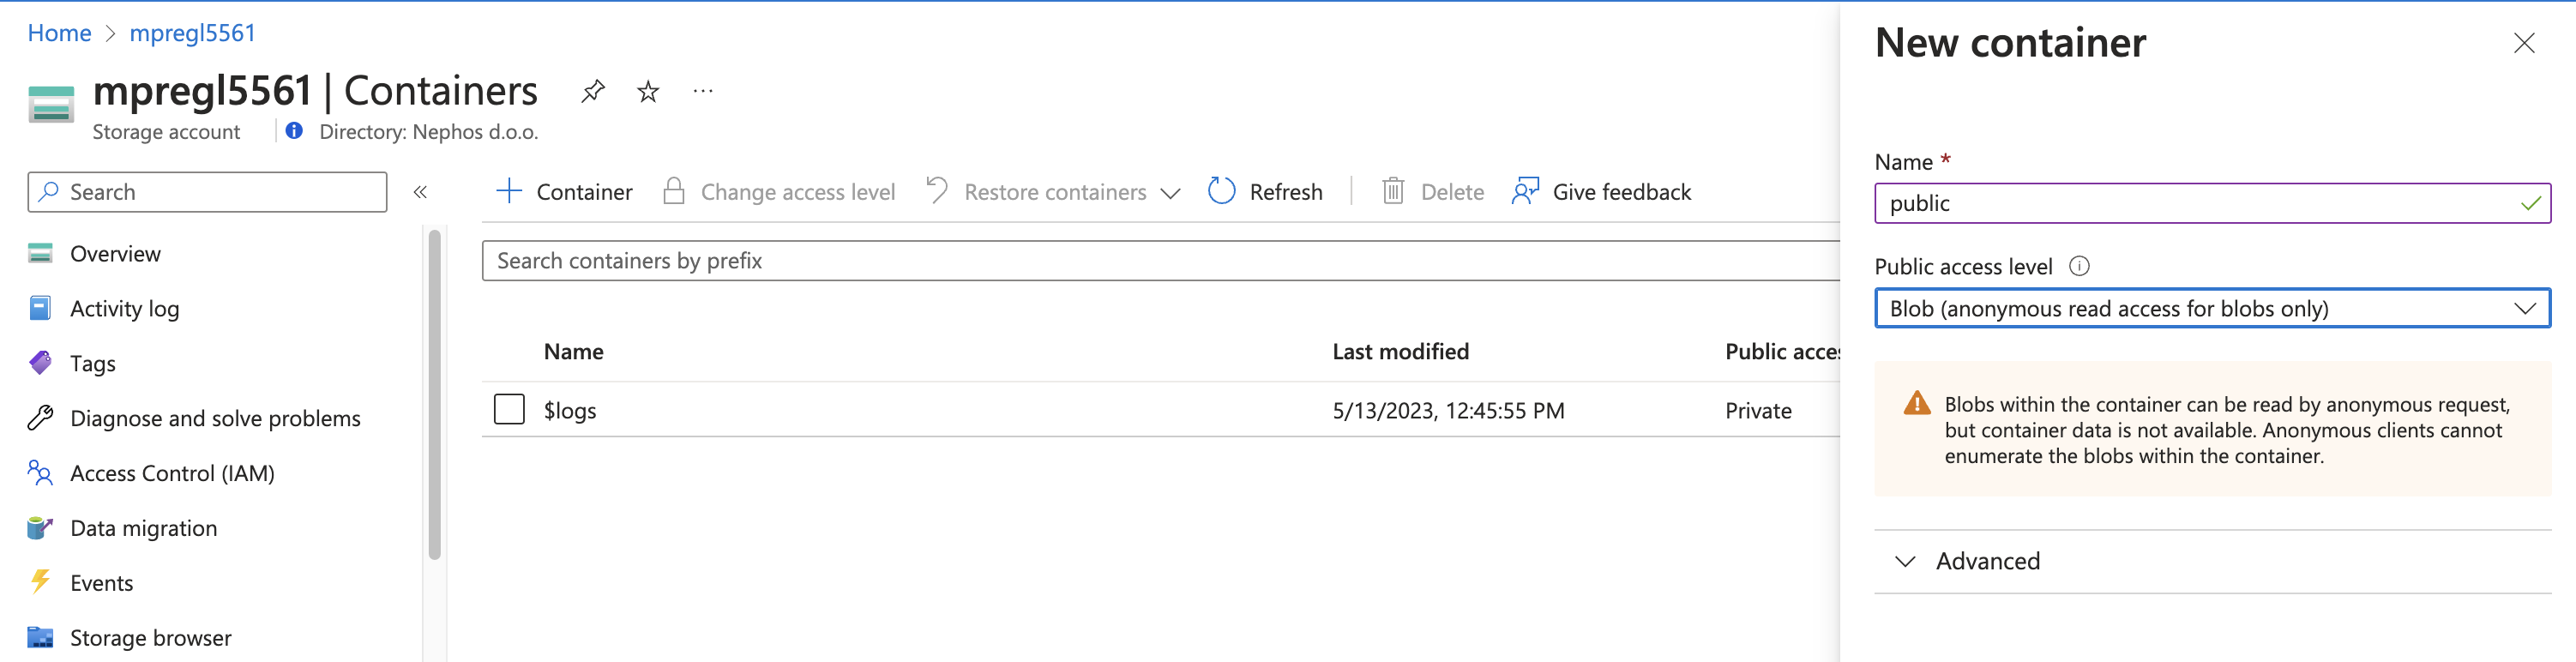 Home > mpregl5561
mpregl5561 | Containers ...
Storage account
Directory: Nephos d.o.o.
Search
«
Overview
Activity log
Tags
Diagnose and solve problems
Access Control (IAM)
Data migration
Events
Storage browser
+ Container Change access level Restore containers Refresh Delete Give feedback
Search containers by prefix
Name Last modified Public acces
$logs 5/13/2023, 12:45:55 PM Private
New container
Name *
public
Public access level
Blob (anonymous read access for blobs only)
Blobs within the container can be read by anonymous request,
but container data is not available. Anonymous clients cannot
enumerate the blobs within the container.
Advanced